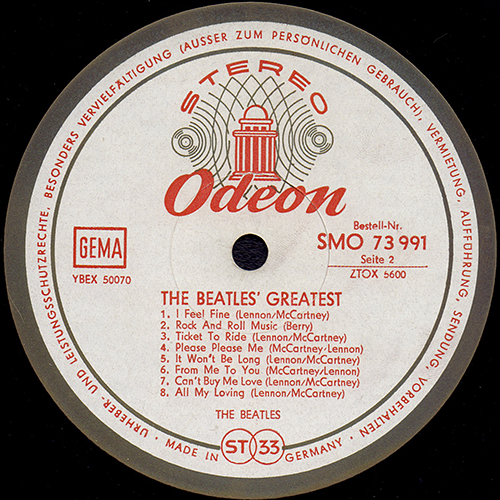 URHEBER- UND LEISTUNGSSCHUTZRECHTE, BESONDERS VERVIELFÄLTIGUNG (AUSSER ZUM PERSÖNLICHEN GEBRAUCH), VERMIETUNG, AUFFÜHRUNG, SENDUNG, VORBEHALTEN
STEREO
Odeon
GEMA
YBEX 50070
Bestell-Nr.
SMO 73 991
Seite 2
ZTOX 5600
THE BEATLES' GREATEST
1. I Feel Fine (Lennon/McCartney)
2. Rock And Roll Music (Berry)
3. Ticket To Ride (Lennon/McCartney)
4. Please Please Me (McCartney-Lennon)
5. It Won't Be Long (Lennon/McCartney)
6. From Me To You (McCartney/Lennon)
7. Can't Buy Me Love (Lennon/McCartney)
8. All My Loving (Lennon/McCartney)
THE BEATLES
• MADE IN GERMANY •
ST 33